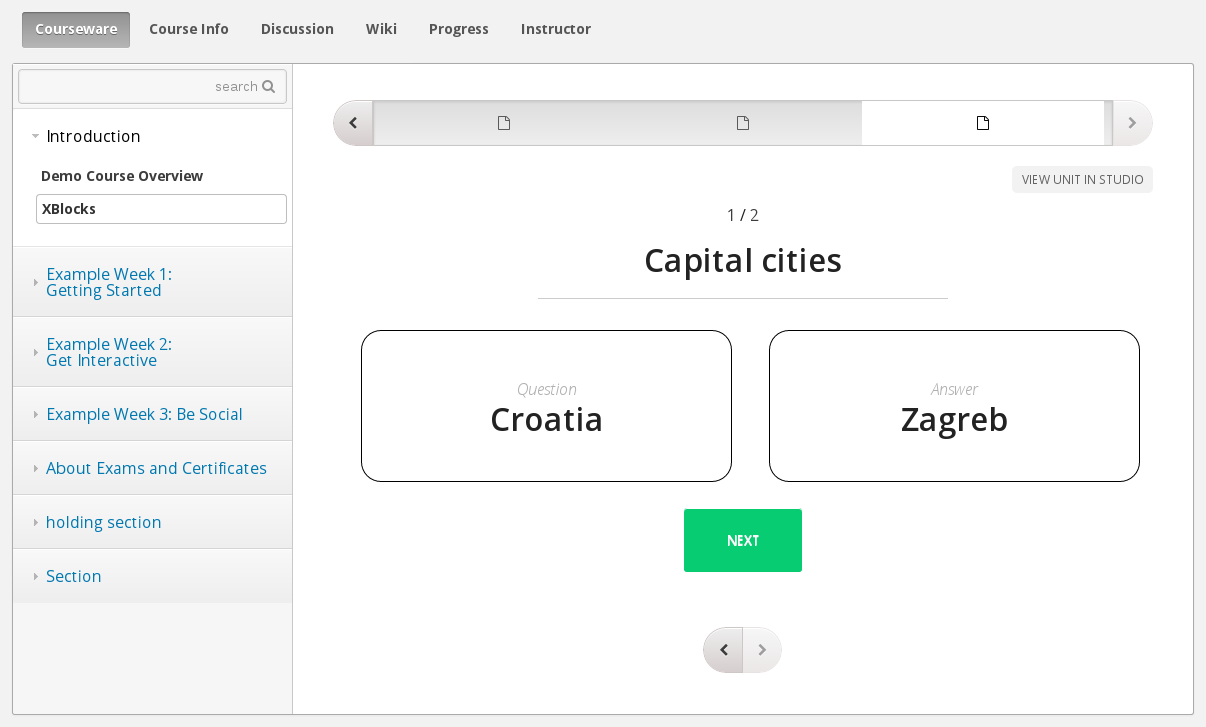 Courseware Course Info Discussion Wiki Progress Instructor
search
Introduction
Demo Course Overview
XBlocks
Example Week 1:
Getting Started
Example Week 2:
Get Interactive
Example Week 3: Be Social
About Exams and Certificates
holding section
Section
VIEW UNIT IN STUDIO
1 / 2
Capital cities
Question
Croatia
Answer
Zagreb
NEXT